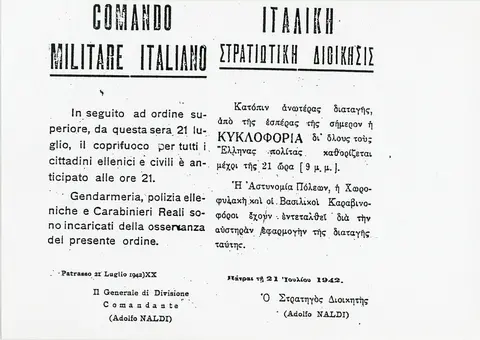 COMANDO
MILITARE ITALIANO
In seguito ad ordine su-
periore, da questa sera 21 lu-
glio, il coprifuoco per tutti i
cittadini ellenici e civili è an-
ticipato alle ore 21.
Gendarmeria, polizia elle-
niche e Carabinieri Reali so-
no incaricati della osservanza
del presente ordine.
Patrasso 21 Luglio 1942)XX
Il Generale di Divisione
Comandante
(Adolfo NALDI)
ΙΤΑΛΙΚΗ
ΣΤΡΑΤΙΩΤΙΚΗ ΔΙΟΙΚΗΣΙΣ
Κατόπιν ἀνωτέρας διαταγῆς,
ἀπὸ τῆς ἑσπέρας τῆς σήμερον ἡ
ΚΥΚΛΟΦΟΡΙΑ δι' ὅλους τοὺς
Ἕλληνας πολίτας καθορίζεται
μέχρι τῆς 21 ὥρα [9 μ. μ.].
Ἡ Ἀστυνομία Πόλεων, ἡ Χωρο-
φυλακὴ καὶ οἱ Βασιλικοὶ Καραβινο-
φόροι ἔχουν ἐντεταλθεῖ διὰ τὴν
αὐστηρὰν ἐφαρμογὴν τῆς διαταγῆς
ταύτης.
Πάτραι τῇ 21 Ἰουλίου 1942.
Ὁ Στρατηγὸς Διοικητὴς
(Adolfo NALDI)